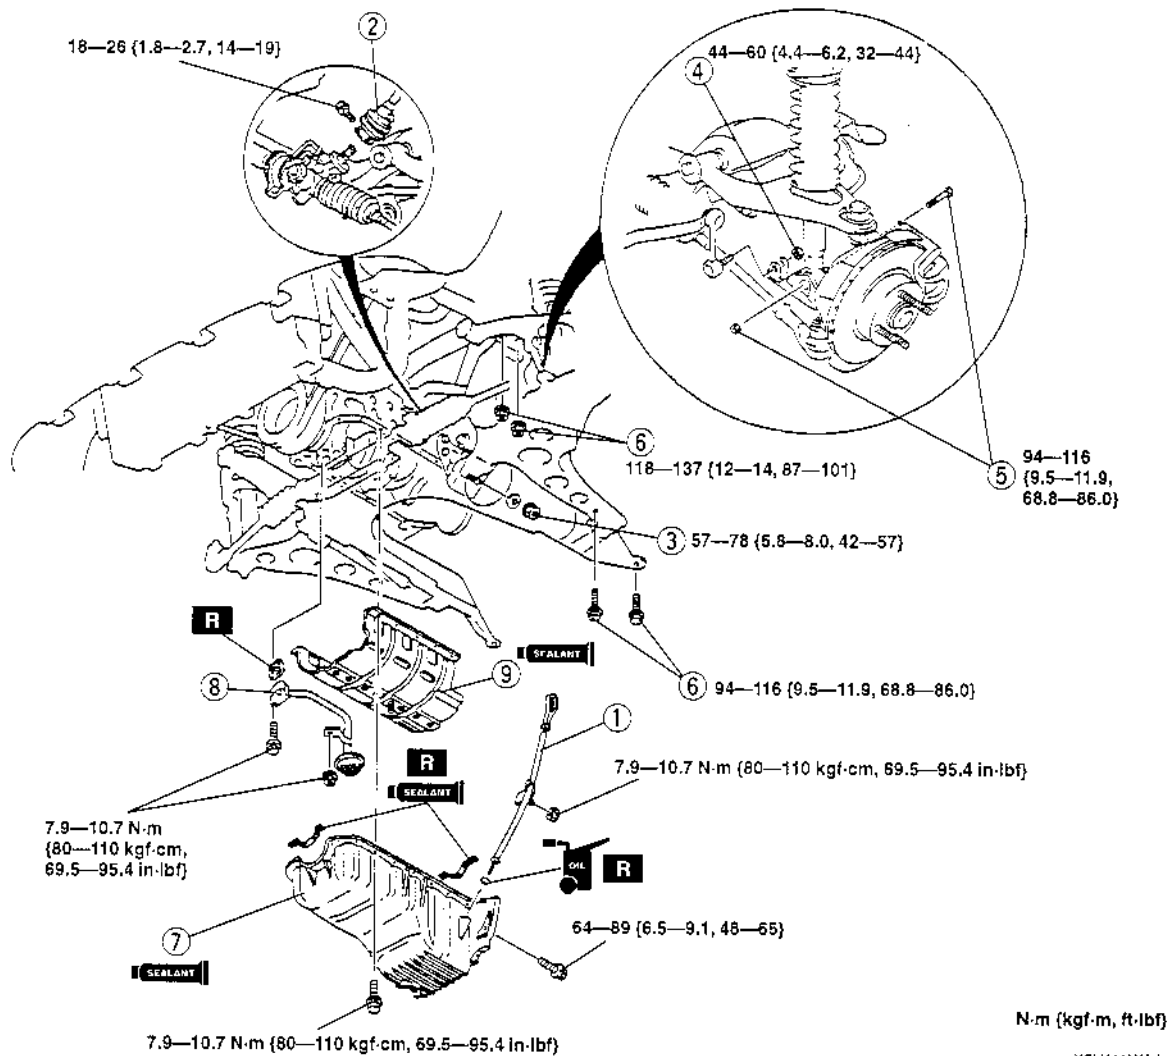 2
18—26 {1.8—2.7, 14—19}
44—60 {4.4—6.2, 32—44}
4
6
118—137 {12—14, 87—101}
5
94—116
{9.5—11.9,
68.8—86.0}
3
57—78 {5.8—8.0, 42—57}
R
SEALANT
9
8
6
94—116 {9.5—11.9, 68.8—86.0}
1
R
SEALANT
7.9—10.7 N·m {80—110 kgf·cm, 69.5—95.4 in·lbf}
7.9—10.7 N·m
{80—110 kgf·cm,
69.5—95.4 in·lbf}
OIL
R
7
64—89 {6.5—9.1, 48—65}
SEALANT
7.9—10.7 N·m {80—110 kgf·cm, 69.5—95.4 in·lbf}
N·m {kgf·m, ft·lbf}